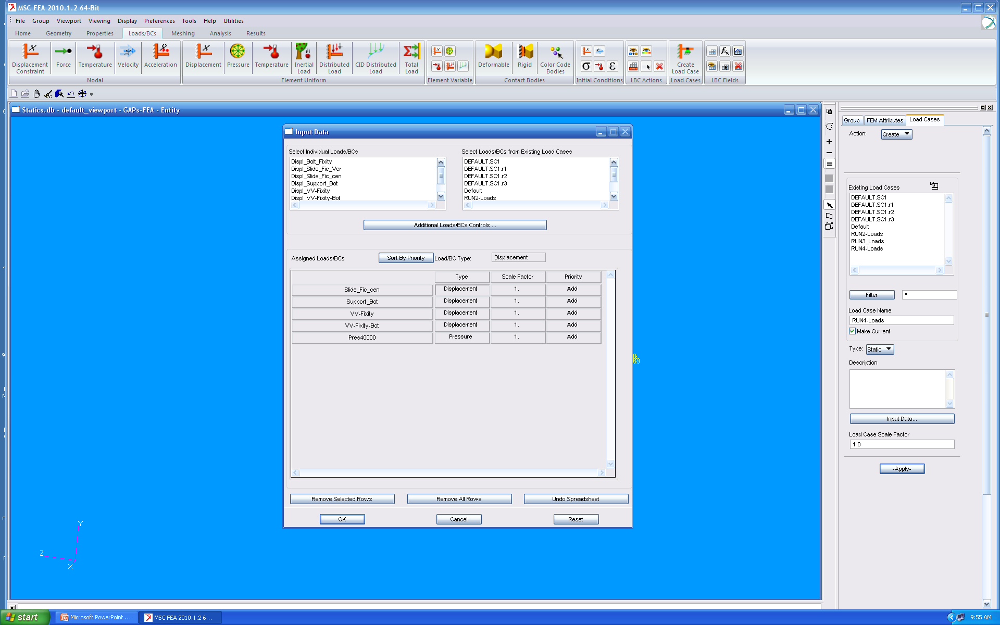 MSC FEA 2010.1.2 64-Bit
File Group Viewport Viewing Display Preferences Tools Help Utilities
Home Geometry Properties Loads/BCs Meshing Analysis Results
Displacement Constraint Force Temperature Velocity Acceleration Displacement Pressure Temperature Inertial Load Distributed Load CID Distributed Load Total Load Deformable Rigid Color Code Bodies Create Load Case
Nodal Element Uniform Element Variable Contact Bodies Initial Conditions LBC Actions Load Cases LBC Fields
Statics.db - default_viewport - GAPs-FEA - Entity
Input Data
Select Individual Loads/BCs
Displ_Bolt_Fixity
Displ_Slide_Fic_Ver
Displ_Slide_Fic_cen
Displ_Support_Bot
Displ_VV-Fixity
Displ_VV-Fixity-Bot
Select Loads/BCs from Existing Load Cases
DEFAULT.SC1
DEFAULT.SC1.r1
DEFAULT.SC1.r2
DEFAULT.SC1.r3
Default
RUN2-Loads
Additional Loads/BCs Controls ...
Assigned Loads/BCs Sort By Priority Load/BC Type: Displacement
Type Scale Factor Priority
Slide_Fic_cen Displacement 1. Add
Support_Bot Displacement 1. Add
VV-Fixity Displacement 1. Add
VV-Fixity-Bot Displacement 1. Add
Pres40000 Pressure 1. Add
Remove Selected Rows Remove All Rows Undo Spreadsheet
OK Cancel Reset
Y
Z
X
Group FEM Attributes Load Cases
Action: Create
Existing Load Cases
DEFAULT.SC1
DEFAULT.SC1.r1
DEFAULT.SC1.r2
DEFAULT.SC1.r3
Default
RUN2-Loads
RUN3_Loads
RUN4-Loads
Filter *
Load Case Name
RUN4-Loads
Make Current
Type: Static
Description
Input Data...
Load Case Scale Factor
1.0
-Apply-
start Microsoft PowerPoint ... MSC FEA 2010.1.2 6... 9:55 AM